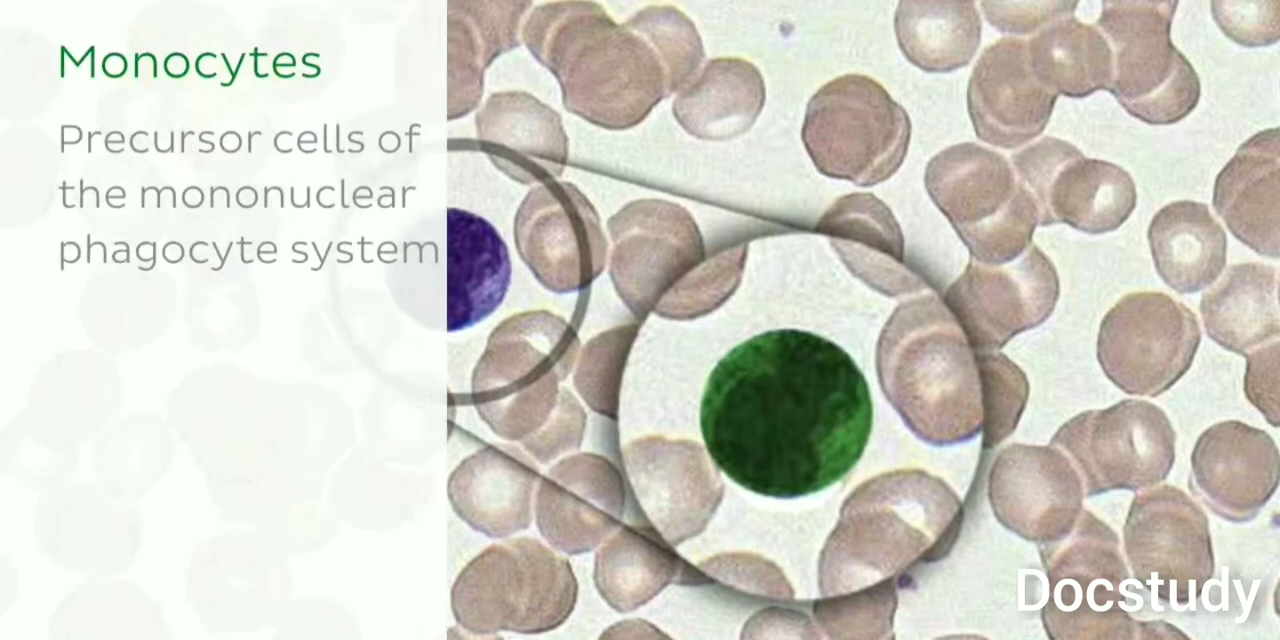 Monocytes
Precursor cells of
the mononuclear
phagocyte system
Docstudy